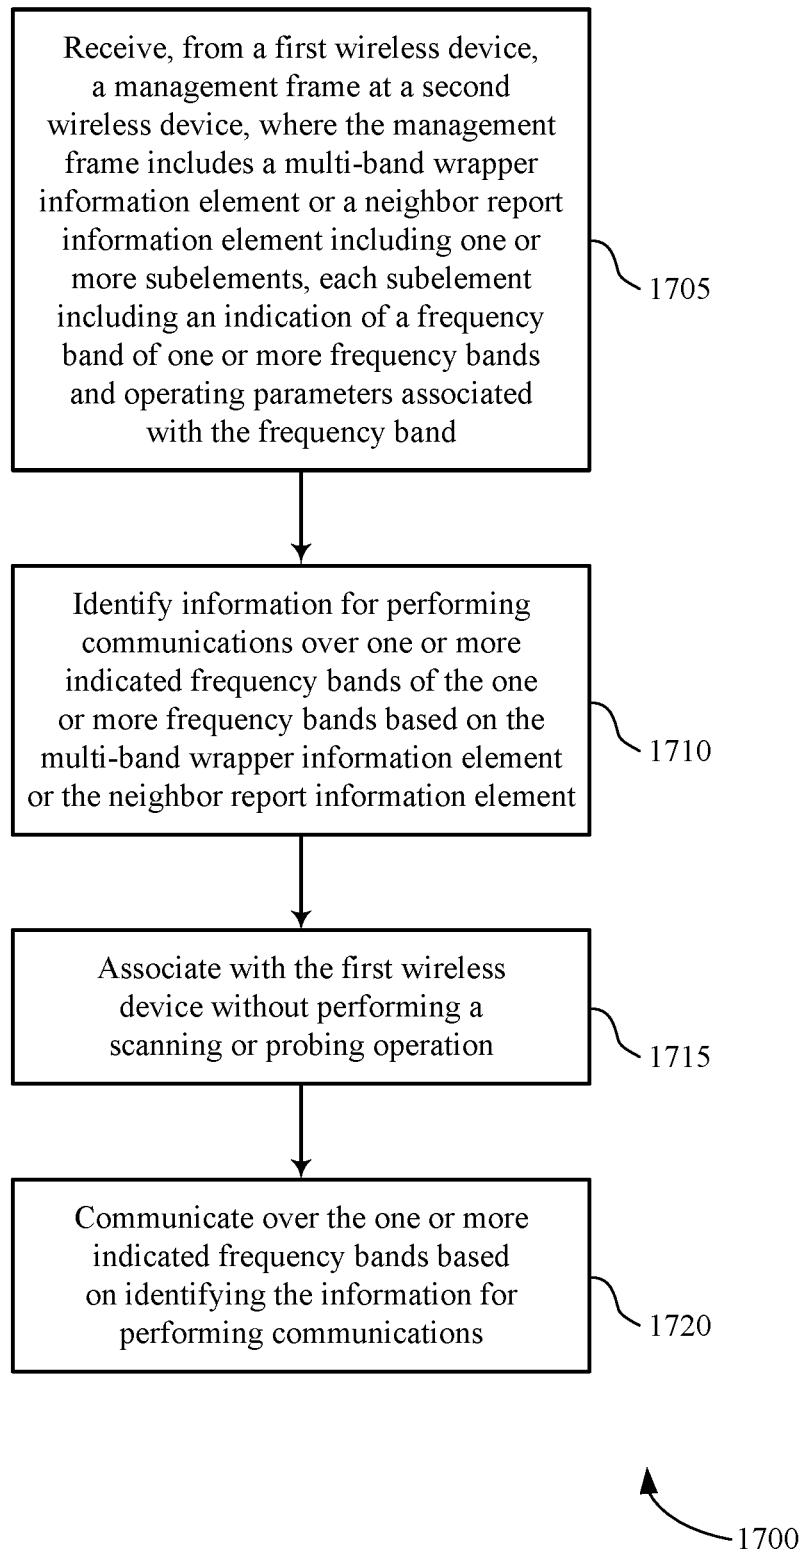 Receive, from a first wireless device,
a management frame at a second
wireless device, where the management
frame includes a multi-band wrapper
information element or a neighbor report
information element including one or
more subelements, each subelement
including an indication of a frequency
band of one or more frequency bands
and operating parameters associated
with the frequency band
1705
Identify information for performing
communications over one or more
indicated frequency bands of the one
or more frequency bands based on the
multi-band wrapper information element
or the neighbor report information element
1710
Associate with the first wireless
device without performing a
scanning or probing operation
1715
Communicate over the one or more
indicated frequency bands based
on identifying the information for
performing communications
1720
1700